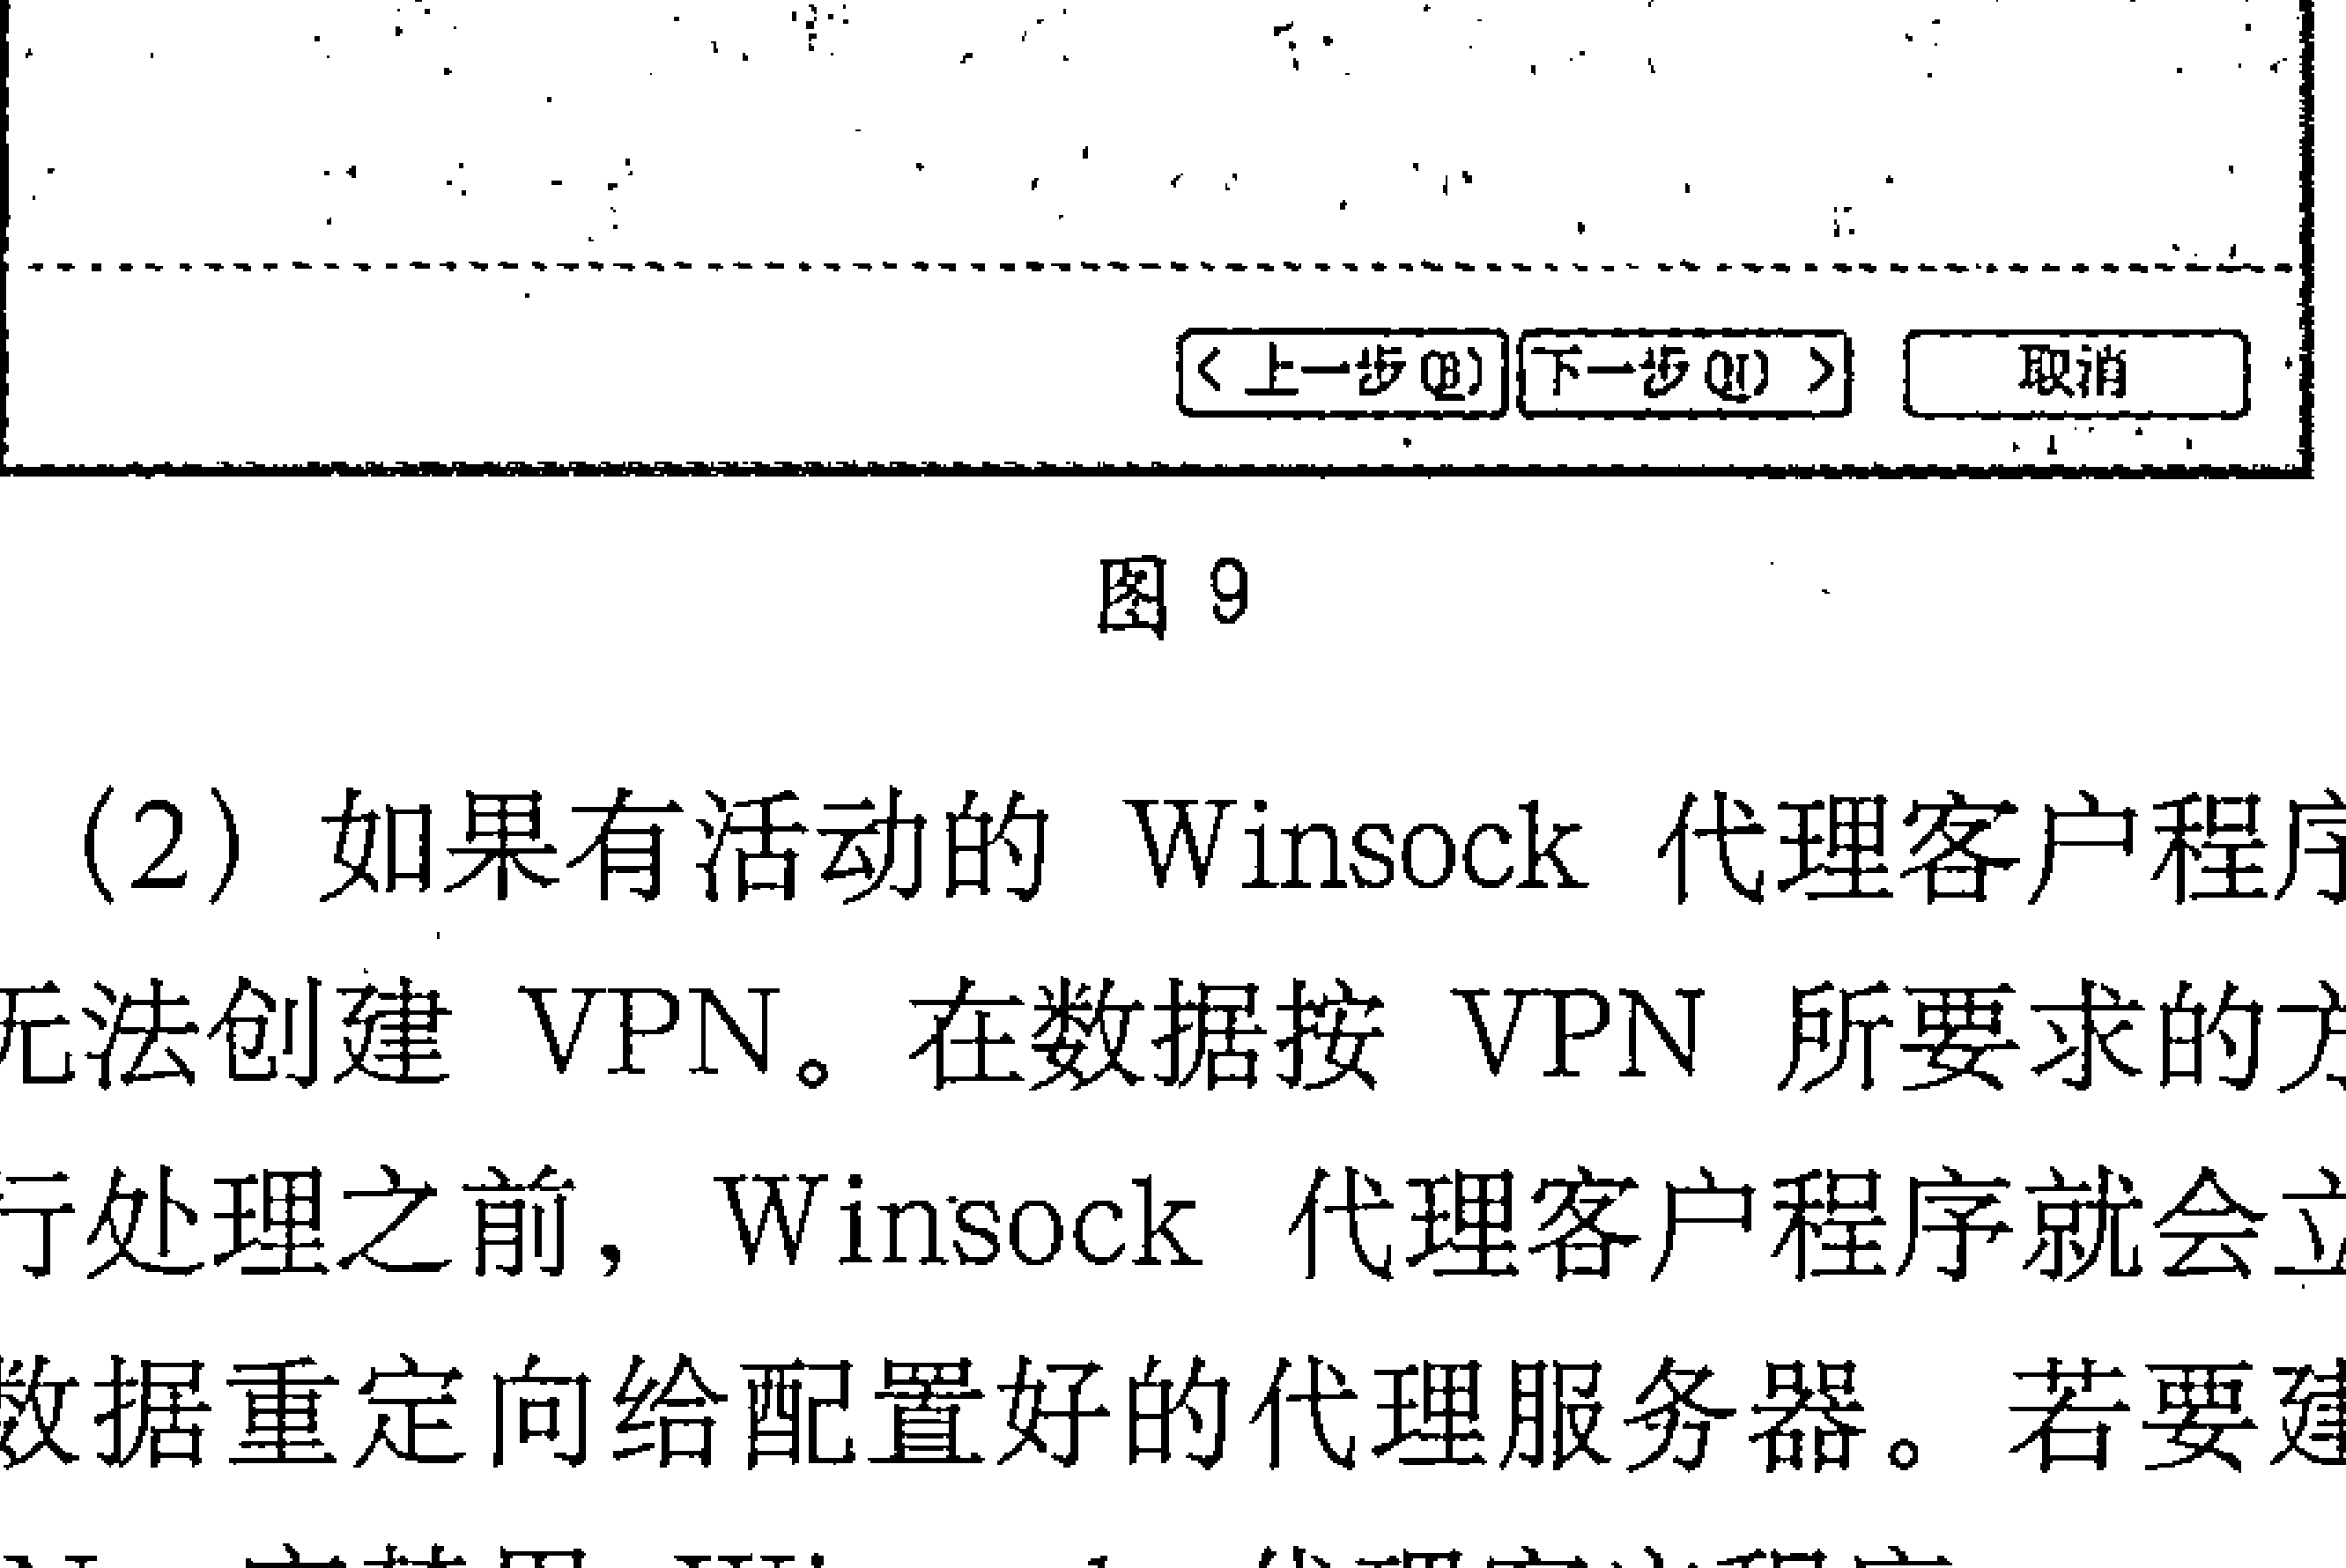 < 上一步(B) 下一步(N) > 取消
图 9
(2) 如果有活动的 Winsock 代理客户程序
无法创建 VPN。在数据按 VPN 所要求的方
行处理之前，Winsock 代理客户程序就会立
数据重定向给配置好的代理服务器。若要建